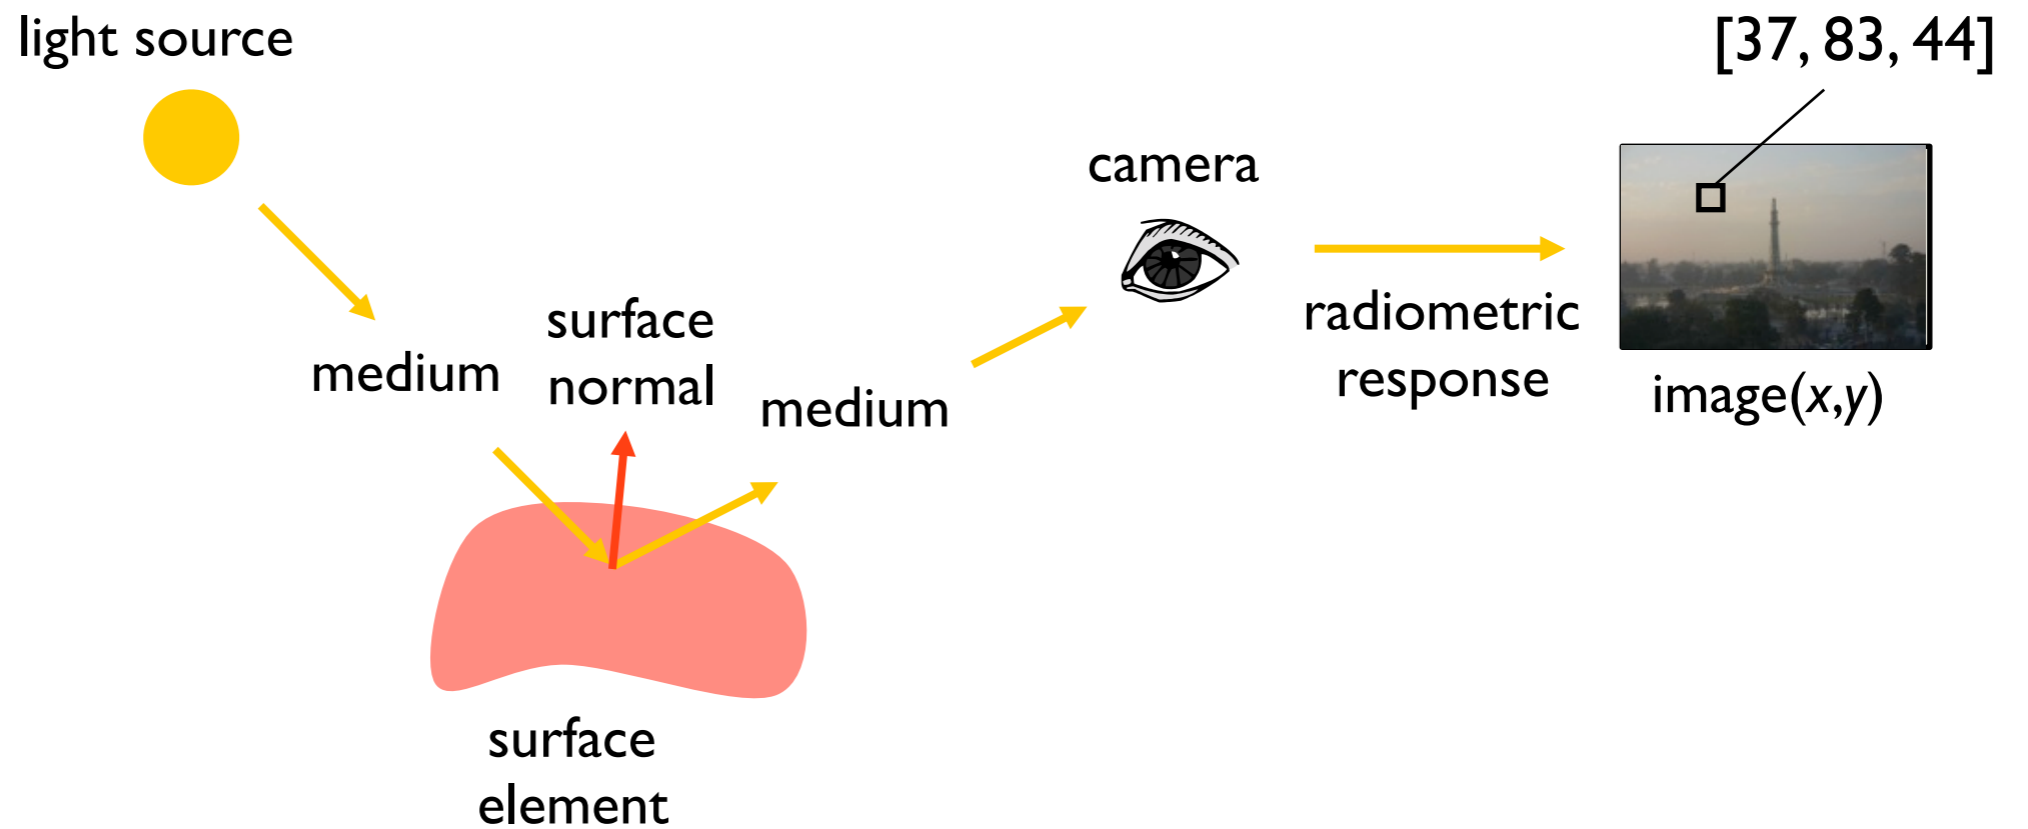 light source
[37, 83, 44]
camera
surface
normal
medium
medium
radiometric
response
image(x,y)
surface
element